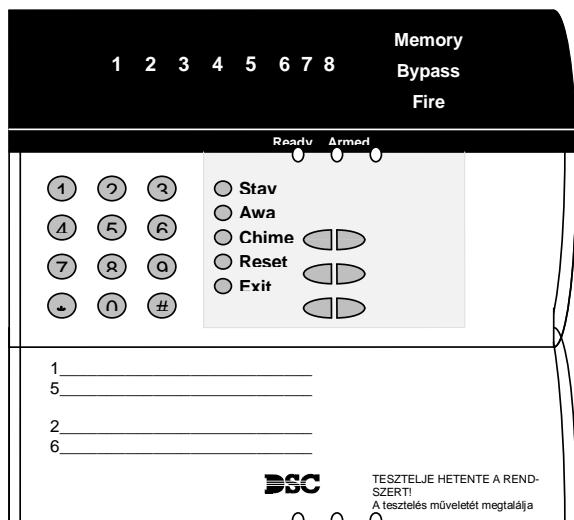 1 2 3 4 5 6 7 8
Memory
Bypass
Fire
Ready Armed
1 2 3
4 5 6
7 8 9
* 0 #
Stay
Awa
Chime
Reset
Exit
1
5
2
6
DSC
TESZTELJE HETENTE A REND-
SZERT!
A tesztelés műveletét megtalálja